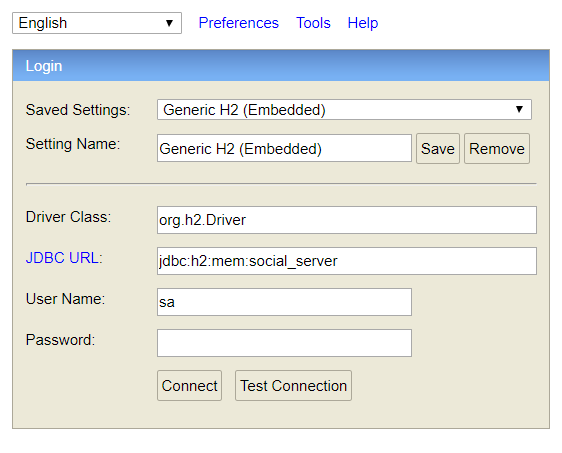 English Preferences Tools Help
Login
Saved Settings: Generic H2 (Embedded)
Setting Name: Generic H2 (Embedded) Save Remove
Driver Class: org.h2.Driver
JDBC URL: jdbc:h2:mem:social_server
User Name: sa
Password:
Connect Test Connection